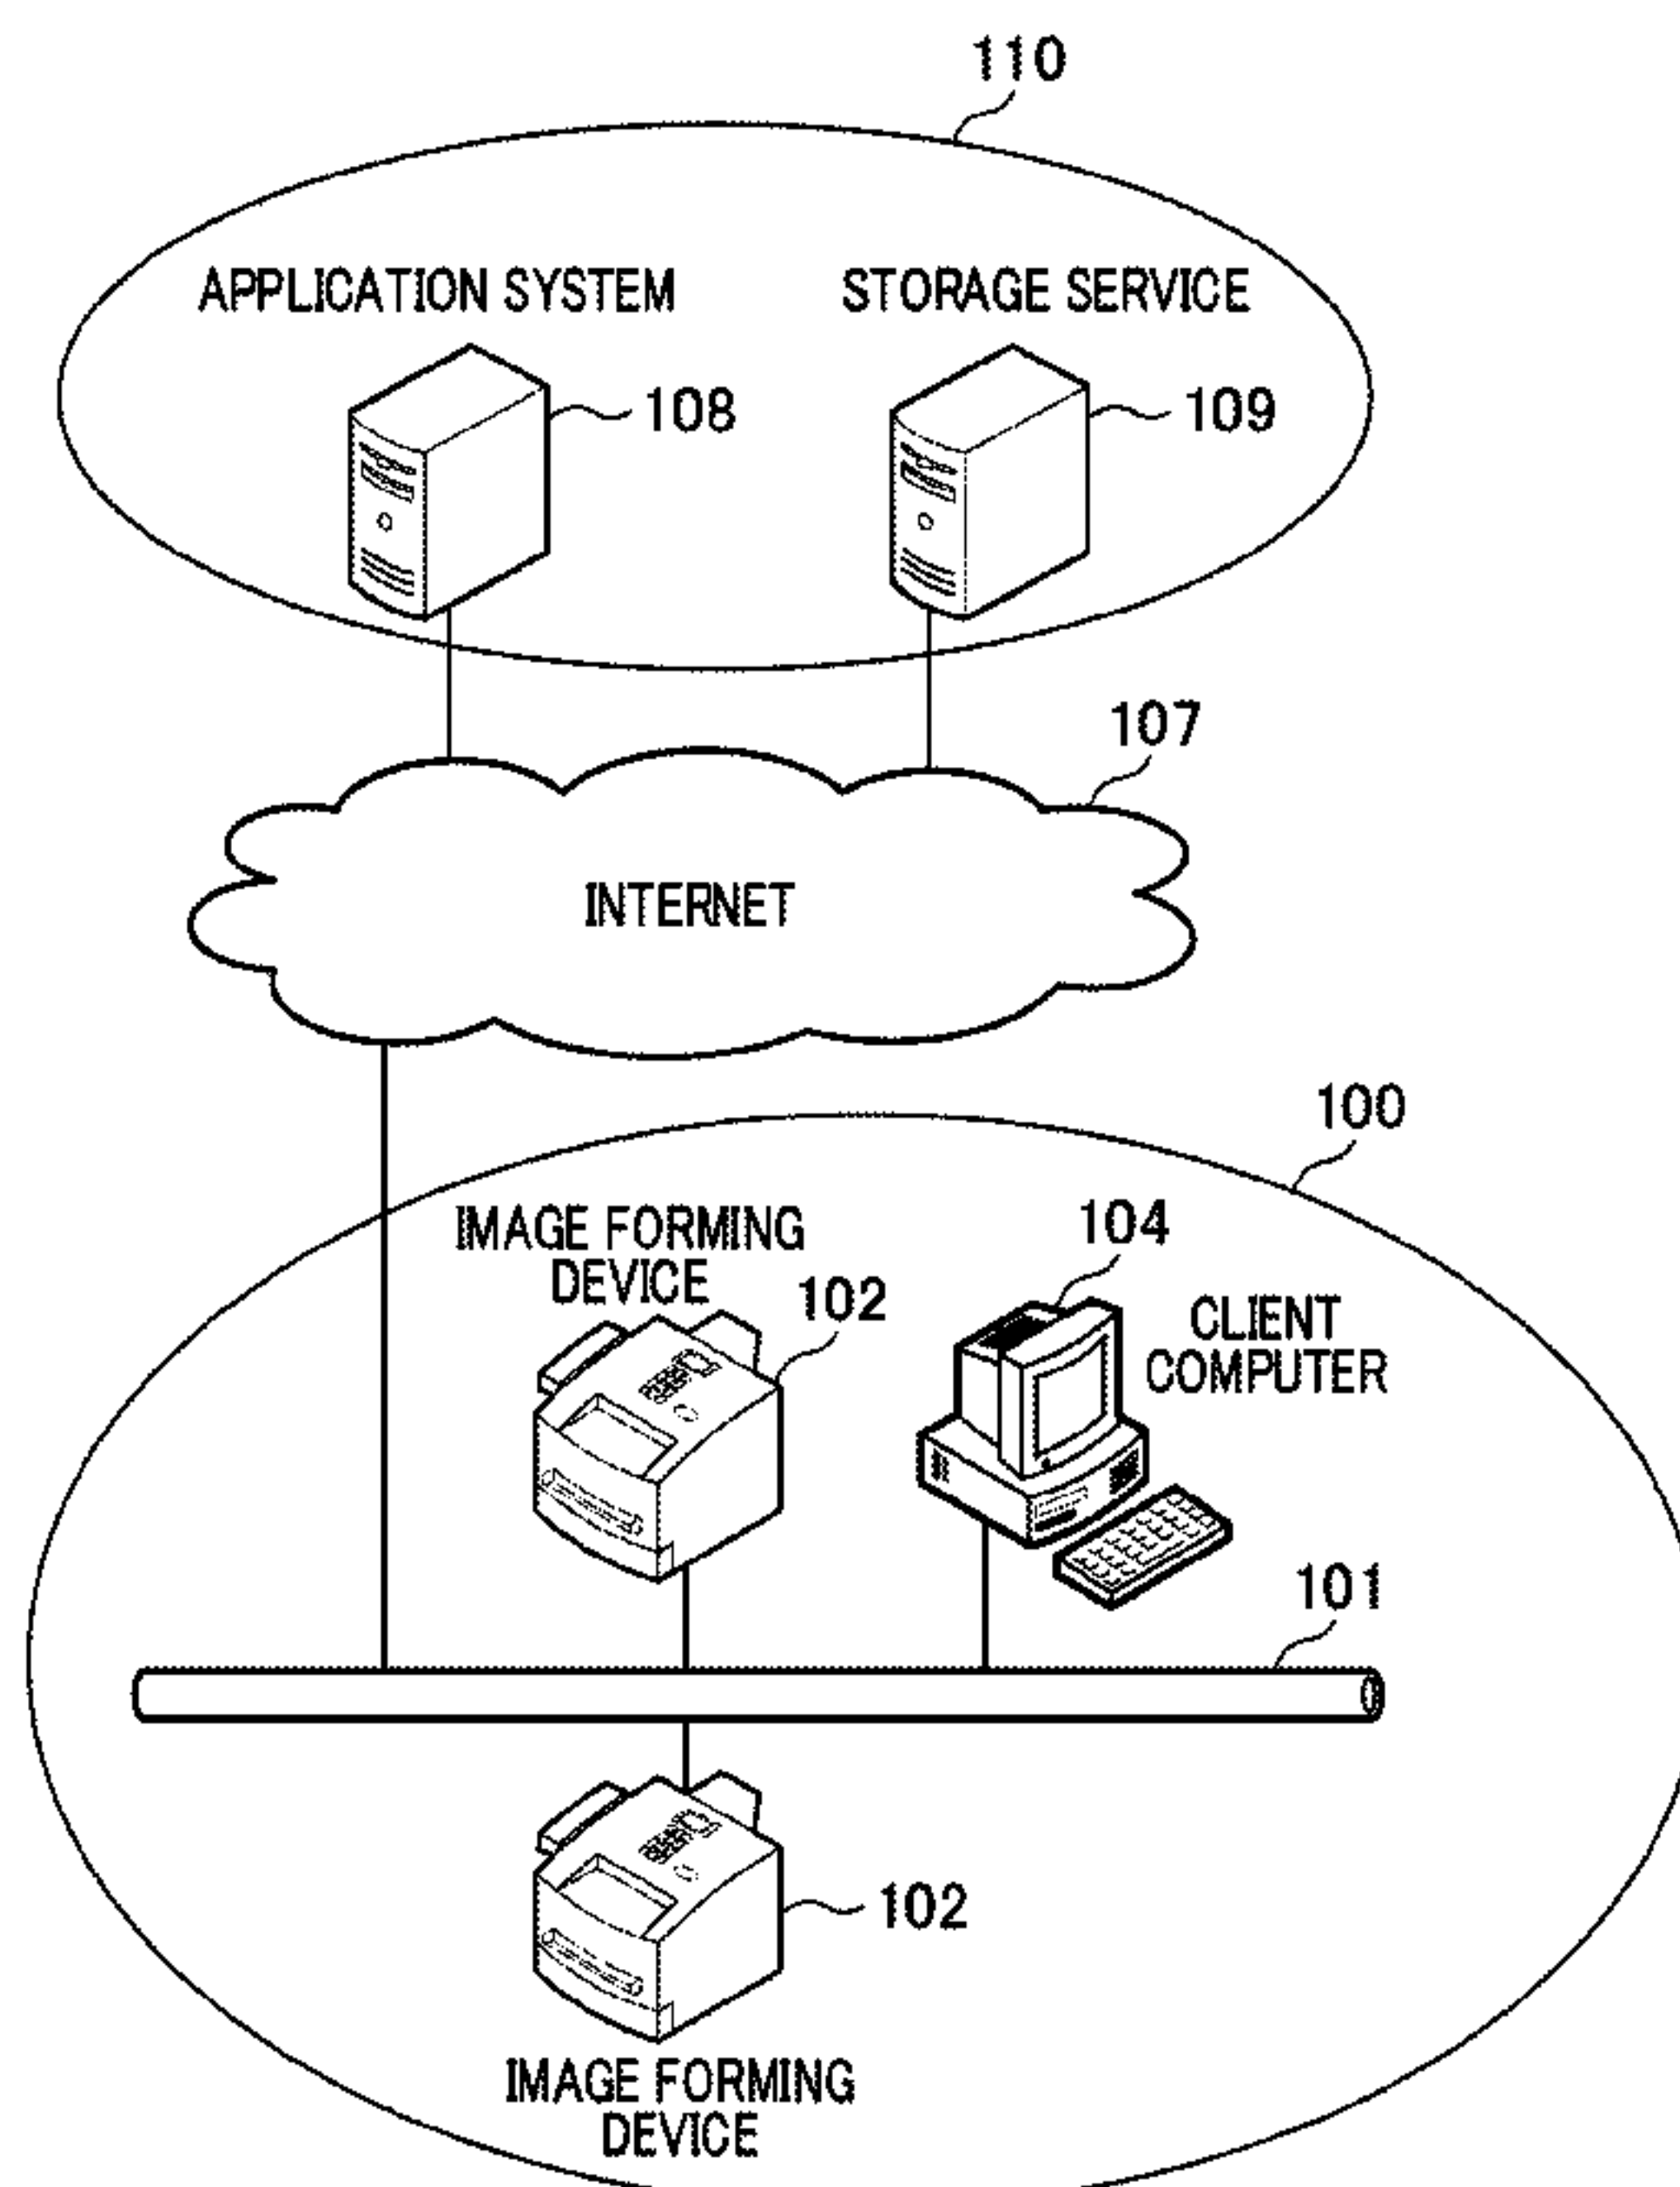 110
APPLICATION SYSTEM
STORAGE SERVICE
108
109
107
INTERNET
100
IMAGE FORMING
DEVICE
102
104
CLIENT
COMPUTER
101
102
IMAGE FORMING
DEVICE